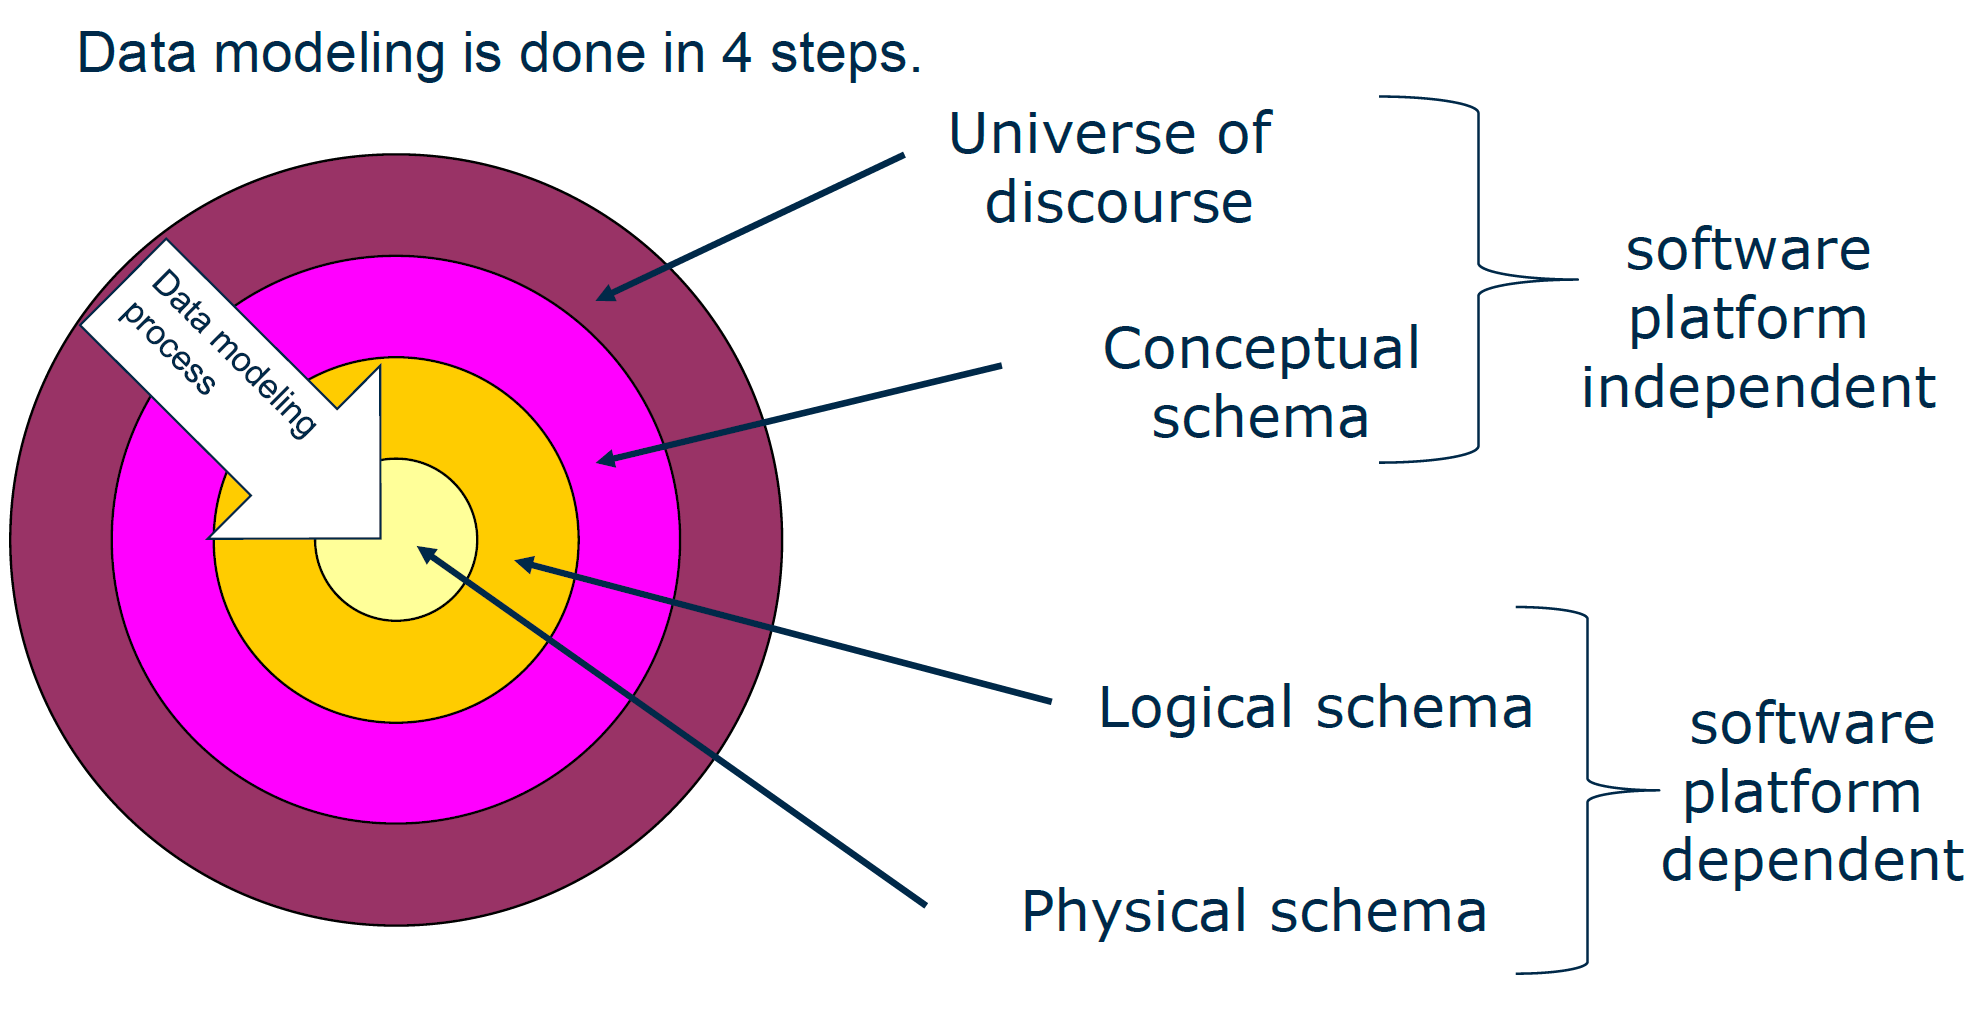 Data modeling is done in 4 steps.
Universe of
discourse
software
platform
independent
Data modeling
process
Conceptual
schema
Logical schema
software
platform
dependent
Physical schema